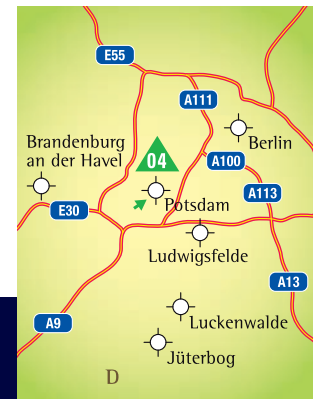 E55
A111
Berlin
Brandenburg
an der Havel
04
A100
A113
Potsdam
E30
Ludwigsfelde
A13
Luckenwalde
A9
Jüterbog
D